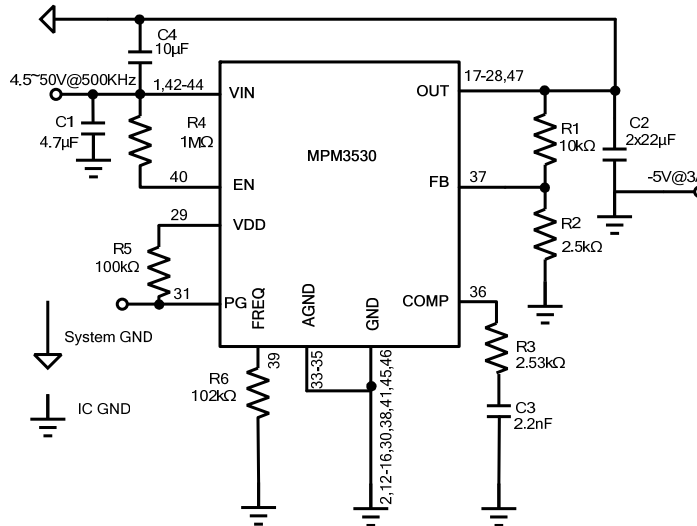 C4
10µF
4.5~50V@500KHz
1,42-44
17-28,47
VIN
OUT
C1
4.7µF
R4
1MΩ
MPM3530
R1
10kΩ
C2
2x22µF
40
EN
FB
37
-5V@3
29
VDD
R2
2.5kΩ
R5
100kΩ
31
PG
FREQ
AGND
GND
COMP
36
System GND
39
33-35
2,12-16,30,38,41,45,46
R3
2.53kΩ
R6
102kΩ
IC GND
C3
2.2nF